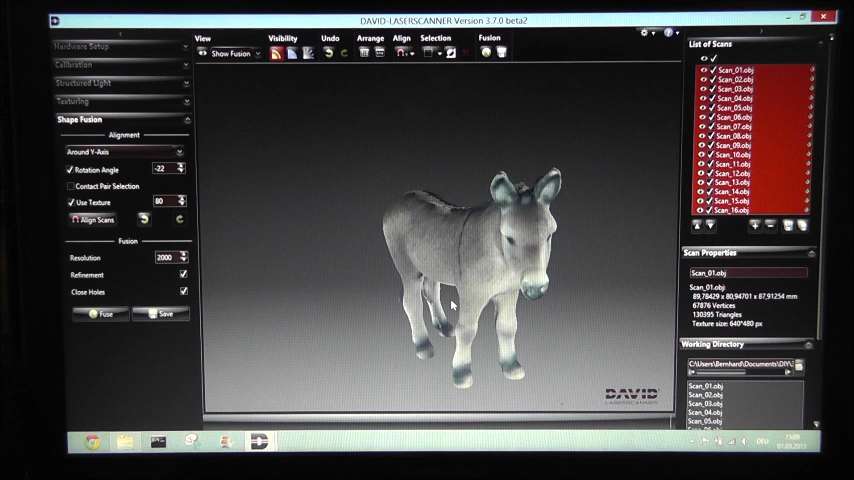 DAVID-LASERSCANNER Version 3.7.0 beta2
Hardware Setup
Calibration
Structured Light
Texturing
Shape Fusion
Alignment
Around Y-Axis
Rotation Angle -22
Contact Pair Selection
Use Texture 80
Align Scans
Fusion
Resolution 2000
Refinement
Close Holes
Fuse Save
View Visibility Undo Arrange Align Selection Fusion
Show Fusion
DAVID
LASERSCANNER
List of Scans
Scan_01.obj
Scan_02.obj
Scan_03.obj
Scan_04.obj
Scan_05.obj
Scan_06.obj
Scan_07.obj
Scan_08.obj
Scan_09.obj
Scan_10.obj
Scan_11.obj
Scan_12.obj
Scan_13.obj
Scan_14.obj
Scan_15.obj
Scan_16.obj
Scan Properties
Scan_01.obj
Scan_01.obj:
89,78429 x 80,94701 x 87,91254 mm
67876 Vertices
130395 Triangles
Texture size: 640*480 px
Working Directory
C:\Users\Bernhard\Documents\DIY\
Scan_01.obj
Scan_02.obj
Scan_03.obj
Scan_04.obj
Scan_05.obj
DEU